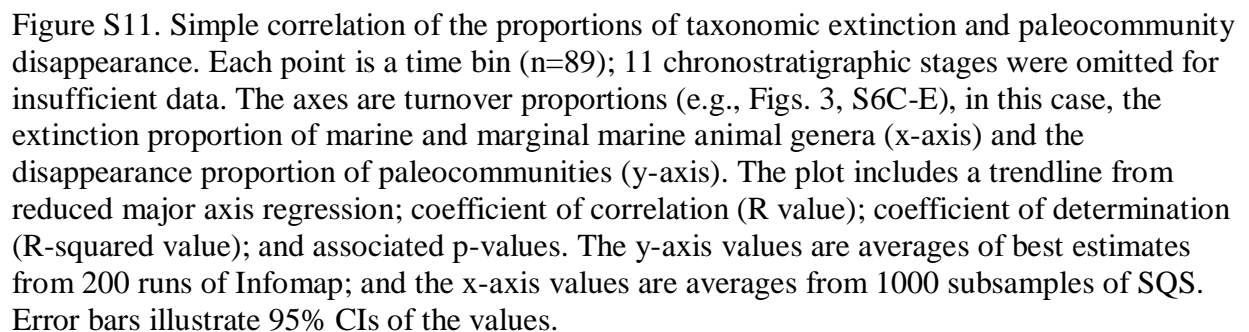 Figure S11. Simple correlation of the proportions of taxonomic extinction and paleocommunity
disappearance. Each point is a time bin (n=89); 11 chronostratigraphic stages were omitted for
insufficient data. The axes are turnover proportions (e.g., Figs. 3, S6C-E), in this case, the
extinction proportion of marine and marginal marine animal genera (x-axis) and the
disappearance proportion of paleocommunities (y-axis). The plot includes a trendline from
reduced major axis regression; coefficient of correlation (R value); coefficient of determination
(R-squared value); and associated p-values. The y-axis values are averages of best estimates
from 200 runs of Infomap; and the x-axis values are averages from 1000 subsamples of SQS.
Error bars illustrate 95% CIs of the values.